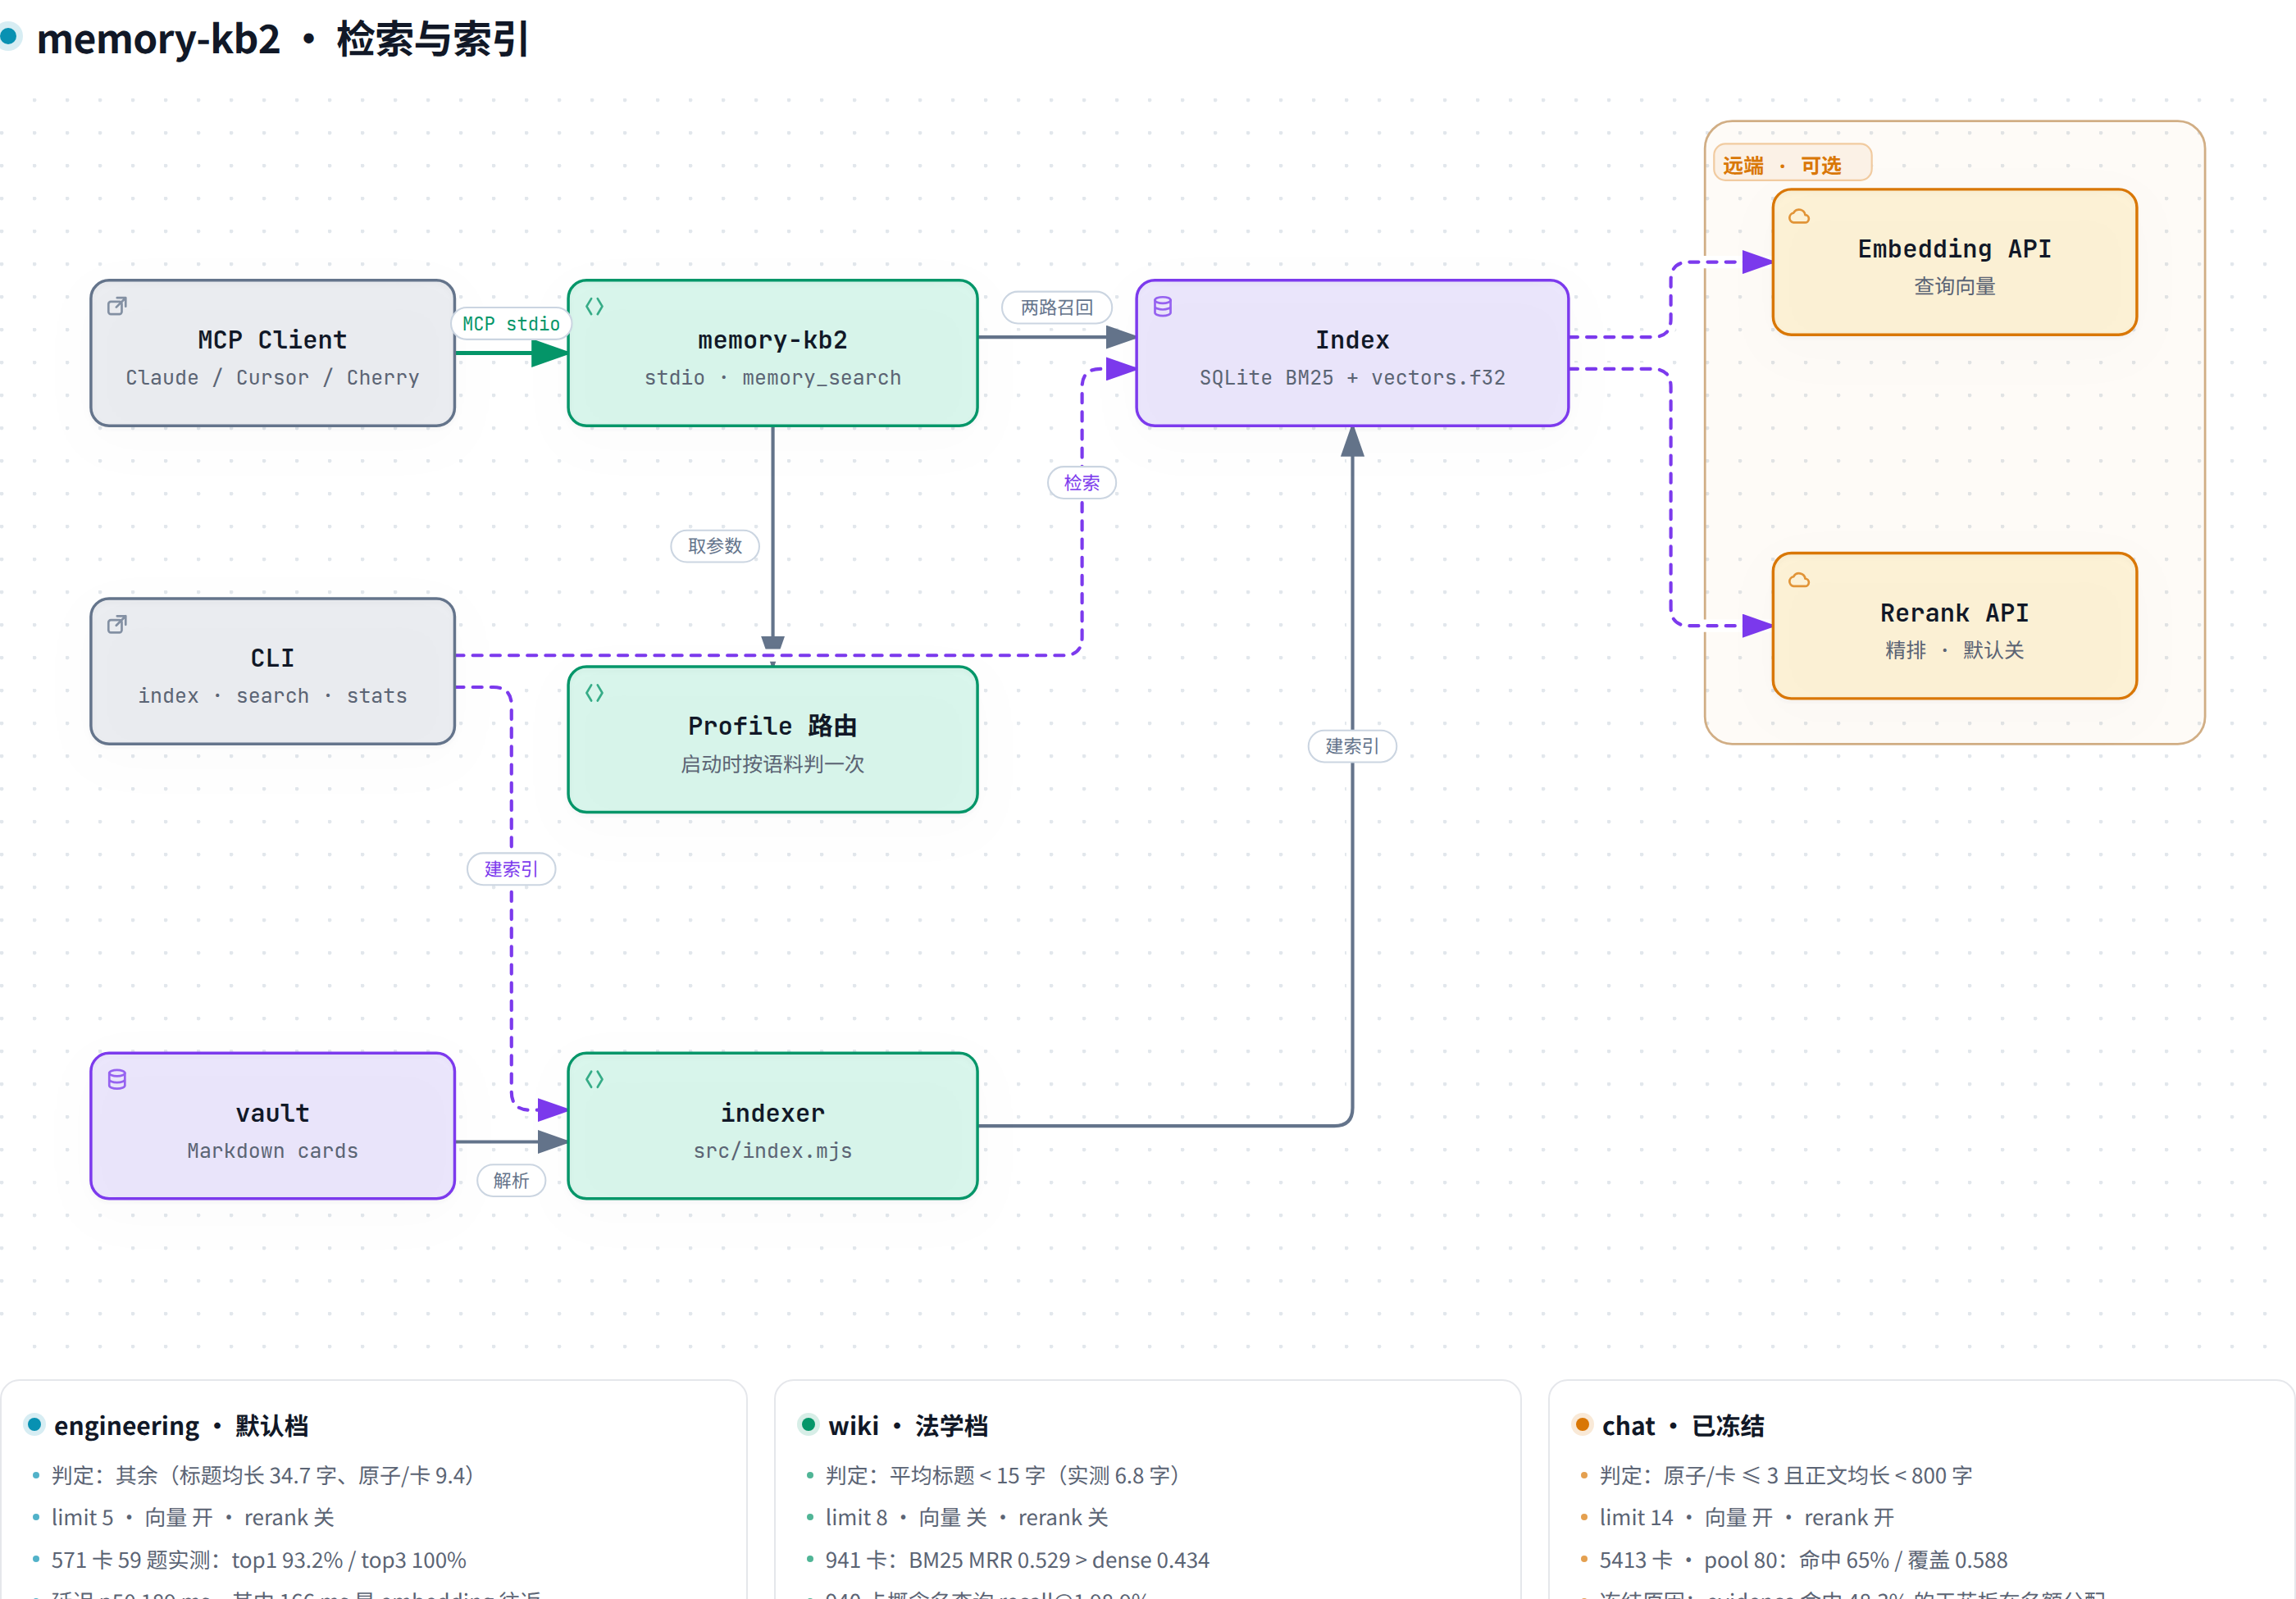 memory-kb2 · 检索与索引
远端 · 可选
Embedding API
查询向量
MCP Client
Claude / Cursor / Cherry
MCP stdio
memory-kb2
stdio · memory_search
两路召回
Index
SQLite BM25 + vectors.f32
检索
取参数
Rerank API
精排 · 默认关
CLI
index · search · stats
Profile 路由
启动时按语料判一次
建索引
建索引
vault
Markdown cards
解析
indexer
src/index.mjs
engineering · 默认档
判定：其余（标题均长 34.7 字、原子/卡 9.4）
limit 5 · 向量 开 · rerank 关
571 卡 59 题实测：top1 93.2% / top3 100%
wiki · 法学档
判定：平均标题 < 15 字（实测 6.8 字）
limit 8 · 向量 关 · rerank 关
941 卡：BM25 MRR 0.529 > dense 0.434
chat · 已冻结
判定：原子/卡 ≤ 3 且正文均长 < 800 字
limit 14 · 向量 开 · rerank 开
5413 卡 · pool 80：命中 65% / 覆盖 0.588